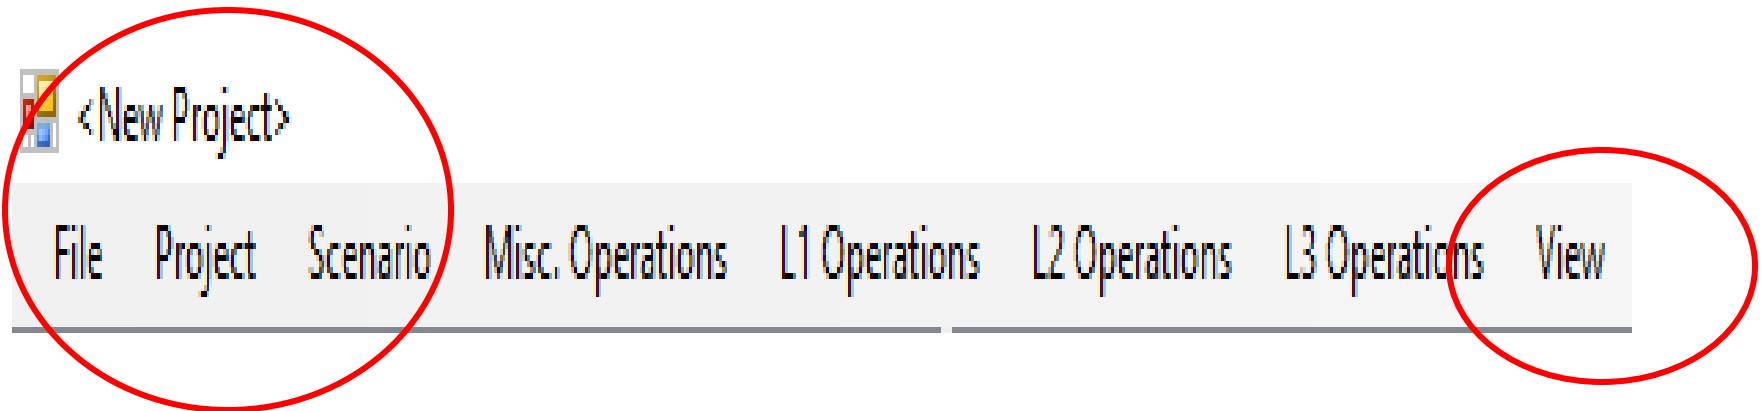 <New Project>
File Project Scenario Misc. Operations L1 Operations L2 Operations L3 Operations View